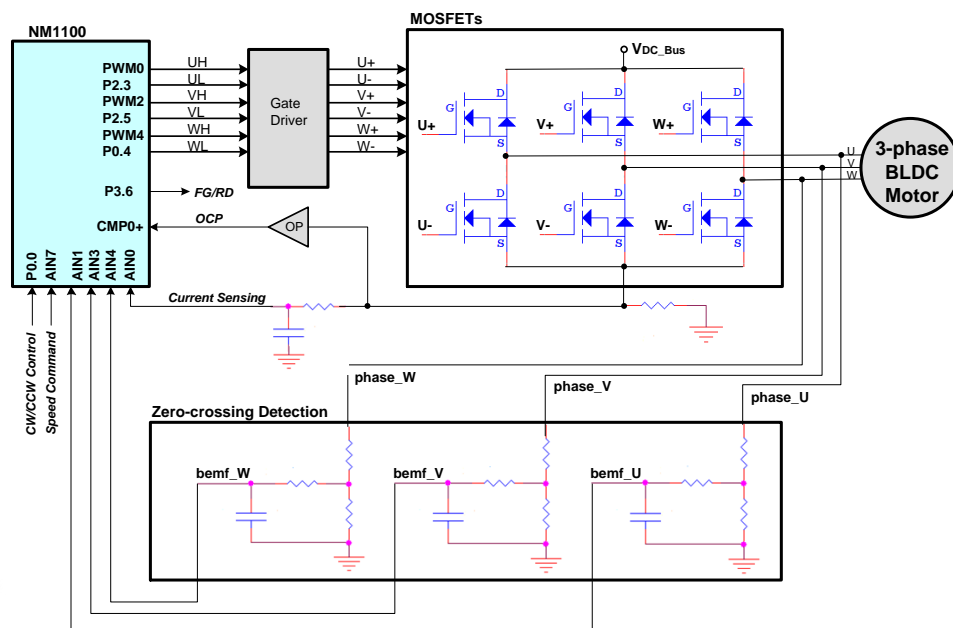 NM1100
MOSFETs
PWM0
P2.3
PWM2
P2.5
PWM4
P0.4
P3.6
CMP0+
P0.0
AIN7
AIN1
AIN3
AIN4
AIN0
UH
UL
VH
VL
WH
WL
Gate
Driver
U+
U-
V+
V-
W+
W-
FG/RD
OCP
OP
Current Sensing
CW/CCW Control
Speed Command
VDC_Bus
D
G
S
U+
D
G
S
V+
D
G
S
W+
D
G
S
U-
D
G
S
V-
D
G
S
W-
U
V
W
3-phase
BLDC
Motor
phase_W
phase_V
phase_U
Zero-crossing Detection
bemf_W
bemf_V
bemf_U